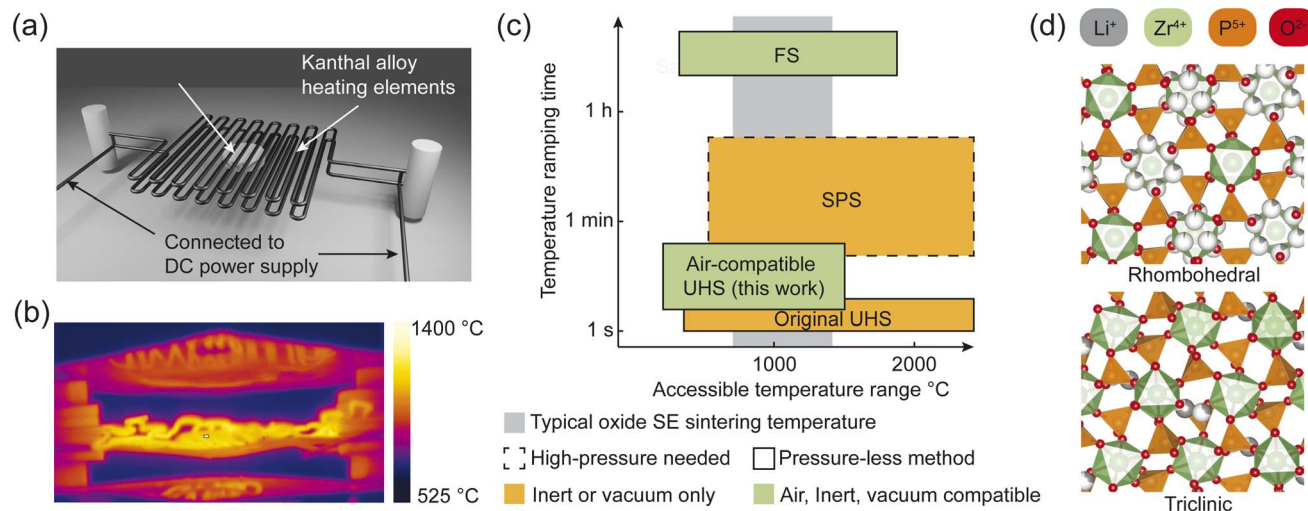 (a)
Kanthal alloy
heating elements
Connected to
DC power supply
(b)
1400 °C
525 °C
(c)
Temperature ramping time
1 h
1 min
1 s
FS
SPS
Air-compatible
UHS (this work)
Original UHS
1000
2000
Accessible temperature range °C
Typical oxide SE sintering temperature
High-pressure needed
Pressure-less method
Inert or vacuum only
Air, Inert, vacuum compatible
(d)
Li⁺
Zr⁴⁺
P⁵⁺
O²⁻
Rhombohedral
Triclinic